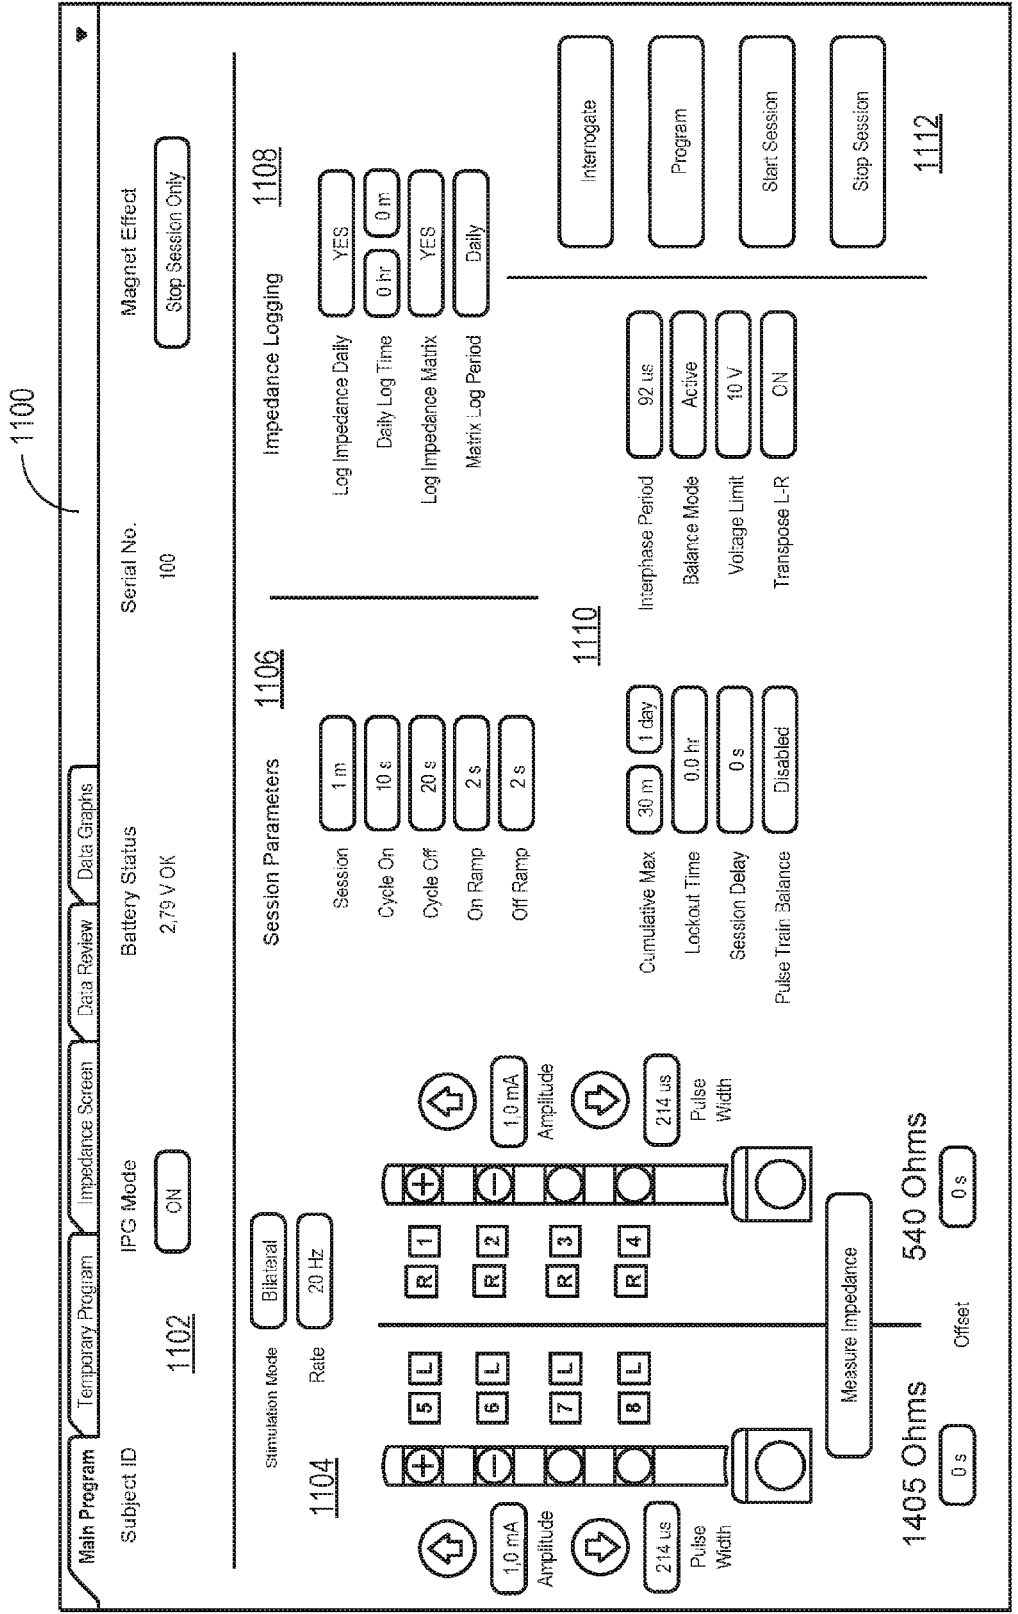 1100
Main Program
Temporary Program
Impedance Screen
Data Review
Data Graphs
Subject ID
IPG Mode
Battery Status
Serial No.
Magnet Effect
ON
2,79 V OK
100
Stop Session Only
1102
Stimulation Mode
Bilateral
Rate
20 Hz
1104
5 L R 1
6 L R 2
7 L R 3
8 L R 4
1,0 mA
Amplitude
214 us
Pulse
Width
1,0 mA
Amplitude
214 us
Pulse
Width
Measure Impedance
1405 Ohms
540 Ohms
0 s
Offset
0 s
Session Parameters
1106
Session
1 m
Cycle On
10 s
Cycle Off
20 s
On Ramp
2 s
Off Ramp
2 s
Impedance Logging
1108
Log Impedance Daily
YES
Daily Log Time
0 hr
0 m
Log Impedance Matrix
YES
Matrix Log Period
Daily
1110
Cumulative Max
30 m
1 day
Lockout Time
0.0 hr
Session Delay
0 s
Pulse Train Balance
Disabled
Interphase Period
92 us
Balance Mode
Active
Voltage Limit
10 V
Transpose L-R
ON
Interrogate
Program
Start Session
Stop Session
1112